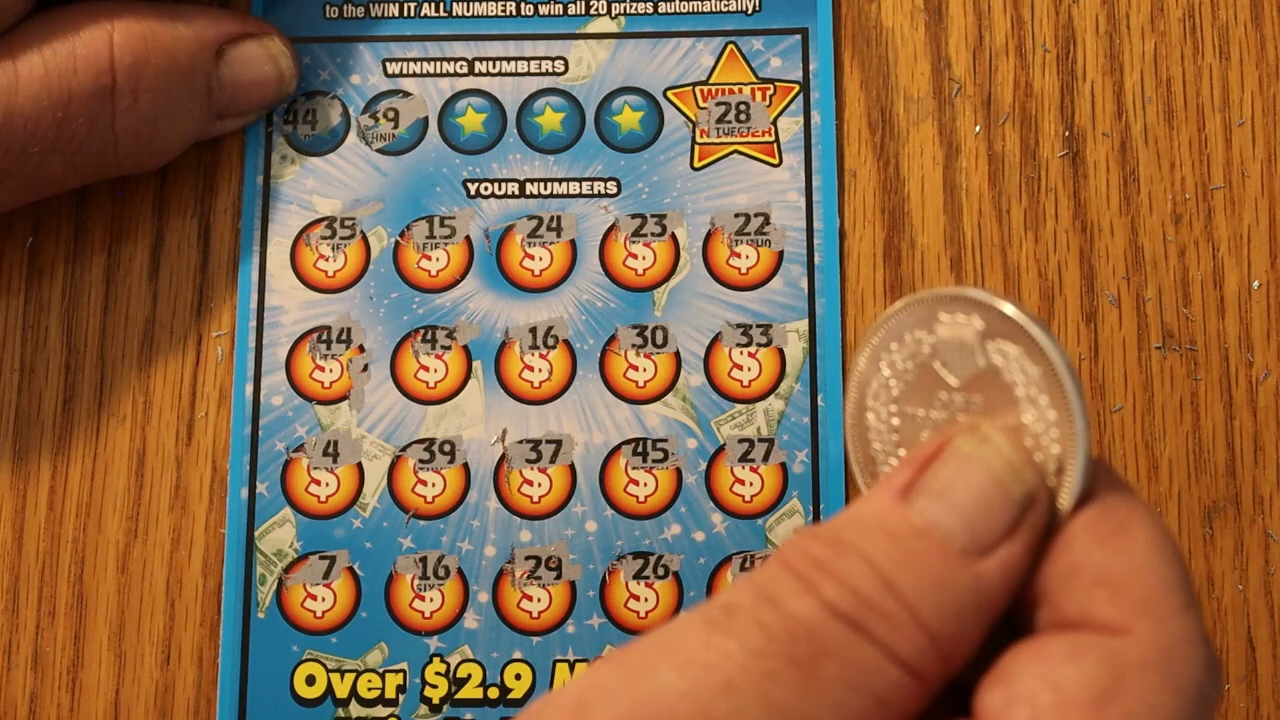 to the WIN IT ALL NUMBER to win all 20 prizes automatically!
WINNING NUMBERS
WIN IT
44 39 28
YOUR NUMBERS
35 15 24 23 22
$ $ $ $ $
44 43 16 30 33
$ $ $ $ $
4 39 37 45 27
$ $ $ $ $
7 16 29 26
$ $ $ $
Over $2.9